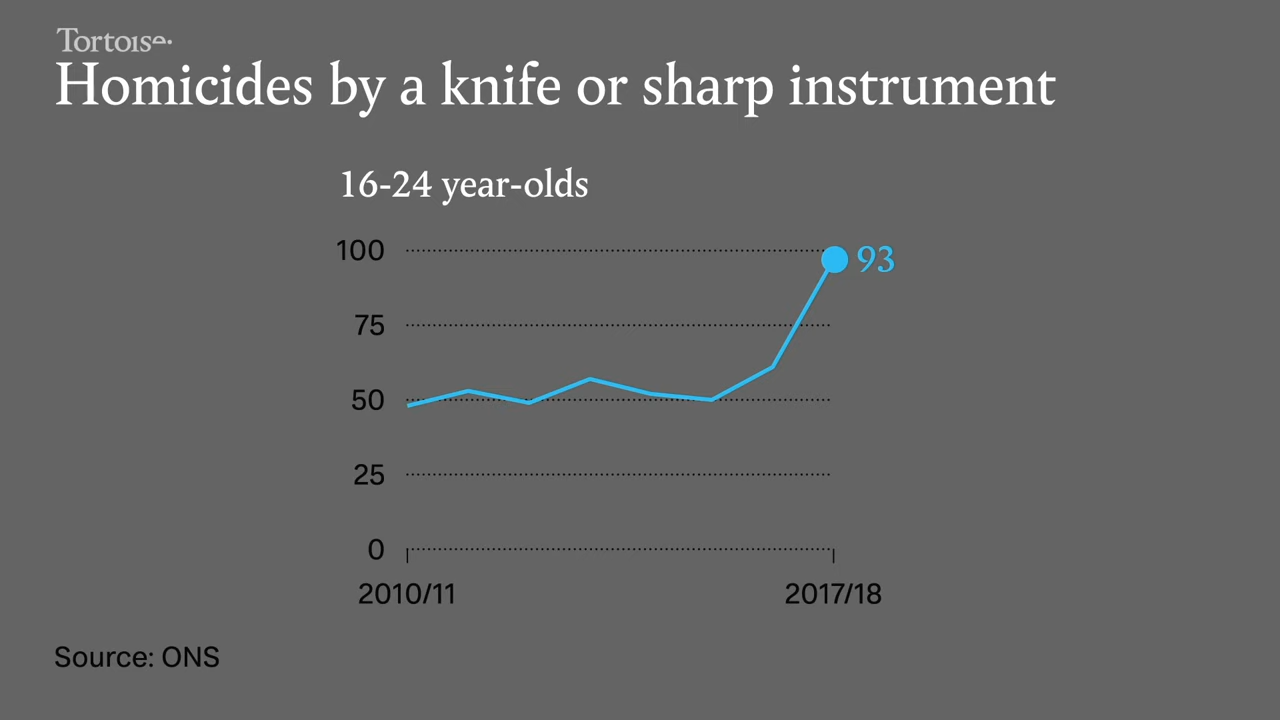 Tortoise.
Homicides by a knife or sharp instrument
16-24 year-olds
100
93
75
50
25
0
2010/11
2017/18
Source: ONS